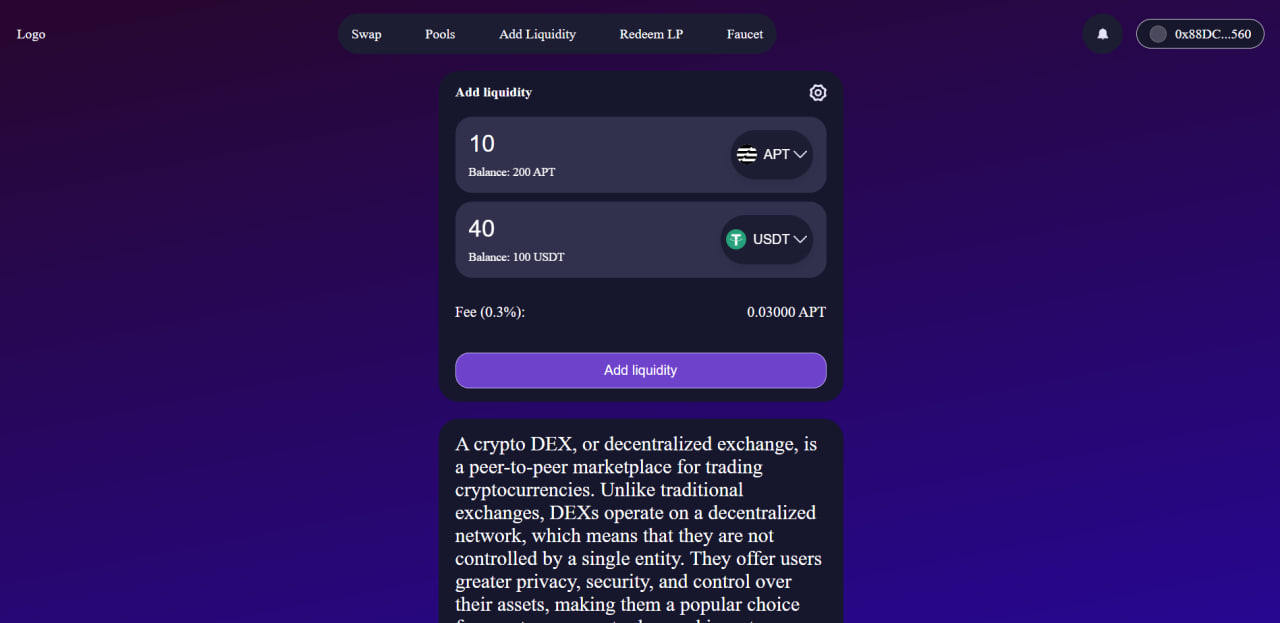 Logo
Swap Pools Add Liquidity Redeem LP Faucet
0x88DC...560
Add liquidity
10
APT
Balance: 200 APT
40
USDT
Balance: 100 USDT
Fee (0.3%): 0.03000 APT
Add liquidity
A crypto DEX, or decentralized exchange, is
a peer-to-peer marketplace for trading
cryptocurrencies. Unlike traditional
exchanges, DEXs operate on a decentralized
network, which means that they are not
controlled by a single entity. They offer users
greater privacy, security, and control over
their assets, making them a popular choice